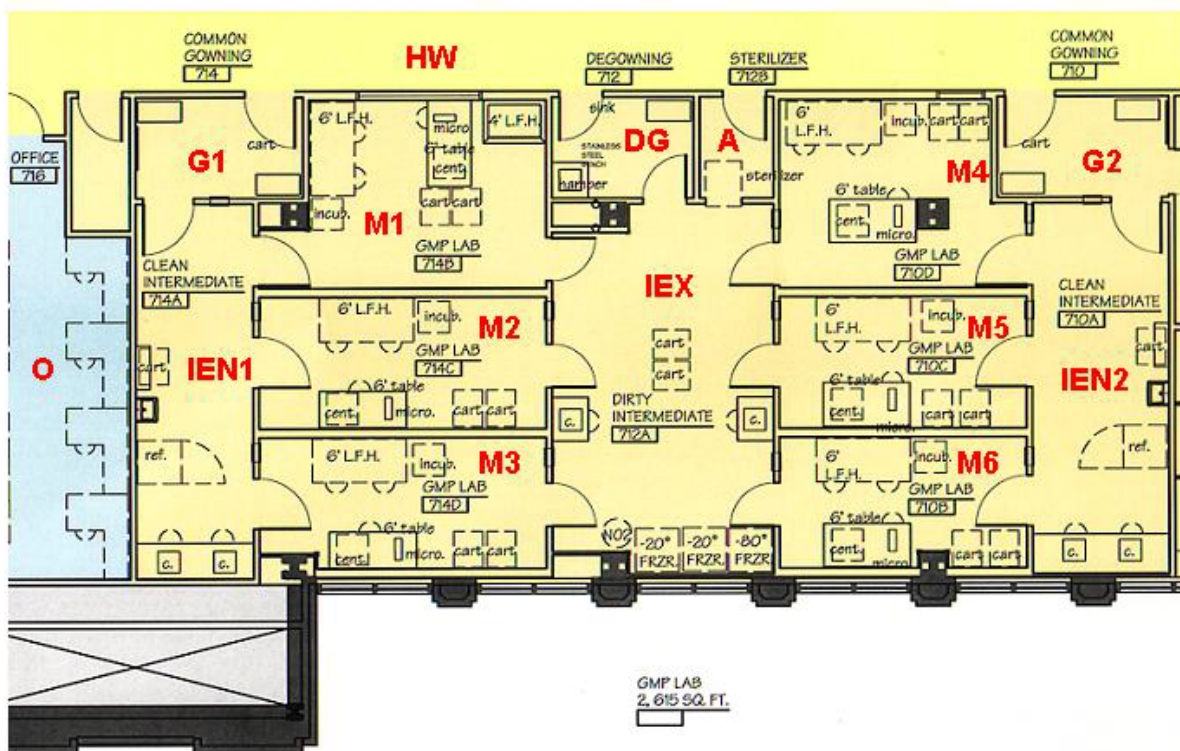 COMMON
GOWNING
714
HW
DEGOWNING
712
STERILIZER
712B
COMMON
GOWNING
710
OFFICE
716
G1
cart
6' L.F.H.
micro
6' table
cent.
4' L.F.H.
cart
cart
incub.
M1
GMP LAB
714B
sink
DG
STAINLESS
STEEL
BENCH
hamper
A
sterilizer
6'
L.F.H.
incub.
cart
cart
M4
6' table
cent.
micro.
GMP LAB
710D
cart
G2
CLEAN
INTERMEDIATE
714A
IEN1
cart
ref.
c.
c.
O
6' L.F.H.
incub.
M2
GMP LAB
714C
6' table
cent.
micro.
cart
cart
6' L.F.H.
incub.
M3
GMP LAB
714D
6' table
cent.
micro.
cart
cart
IEX
cart
cart
DIRTY
INTERMEDIATE
712A
c.
c.
-20°
FRZR.
-20°
FRZR.
-80°
FRZR.
6'
L.F.H.
incub.
M5
GMP LAB
710C
6' table
cent.
micro.
cart
cart
6'
L.F.H.
incub.
M6
GMP LAB
710B
6' table
cent.
micro
cart
cart
CLEAN
INTERMEDIATE
710A
cart
IEN2
ref.
c.
c.
GMP LAB
2,615 SQ. FT.